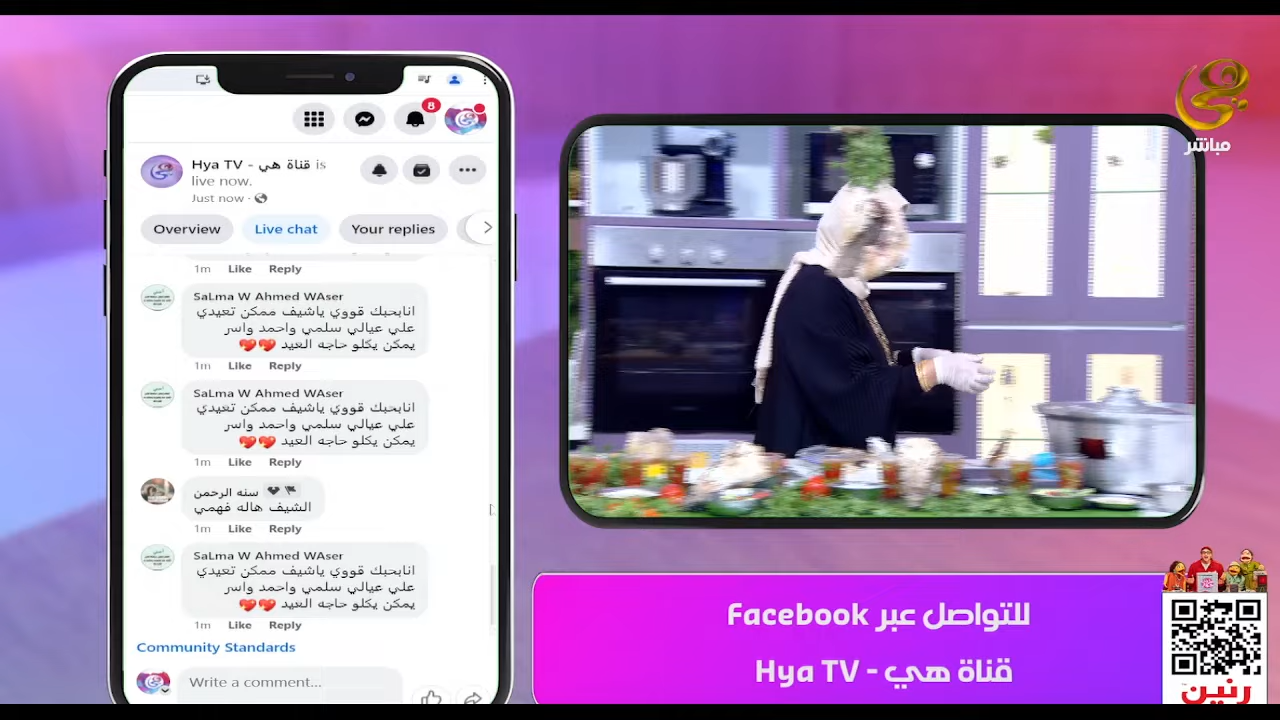 8
Hya TV - قناة هي is
live now.
Just now
Overview
Live chat
Your replies
1m Like Reply
SaLma W Ahmed WAser
انابحبك قووي ياشيف ممكن تعيدي
علي عيالي سلمي واحمد واسر
يمكن يكلو حاجه العيد ❤️❤️
1m Like Reply
SaLma W Ahmed WAser
انابحبك قووي ياشيف ممكن تعيدي
علي عيالي سلمي واحمد واسر
يمكن يكلو حاجه العيد ❤️❤️
1m Like Reply
سنه الرحمن
الشيف هاله فهمي
1m Like Reply
SaLma W Ahmed WAser
انابحبك قووي ياشيف ممكن تعيدي
علي عيالي سلمي واحمد واسر
يمكن يكلو حاجه العيد ❤️❤️
1m Like Reply
Community Standards
Write a comment...
هي
مباشر
للتواصل عبر Facebook
قناة هي - Hya TV
رنين